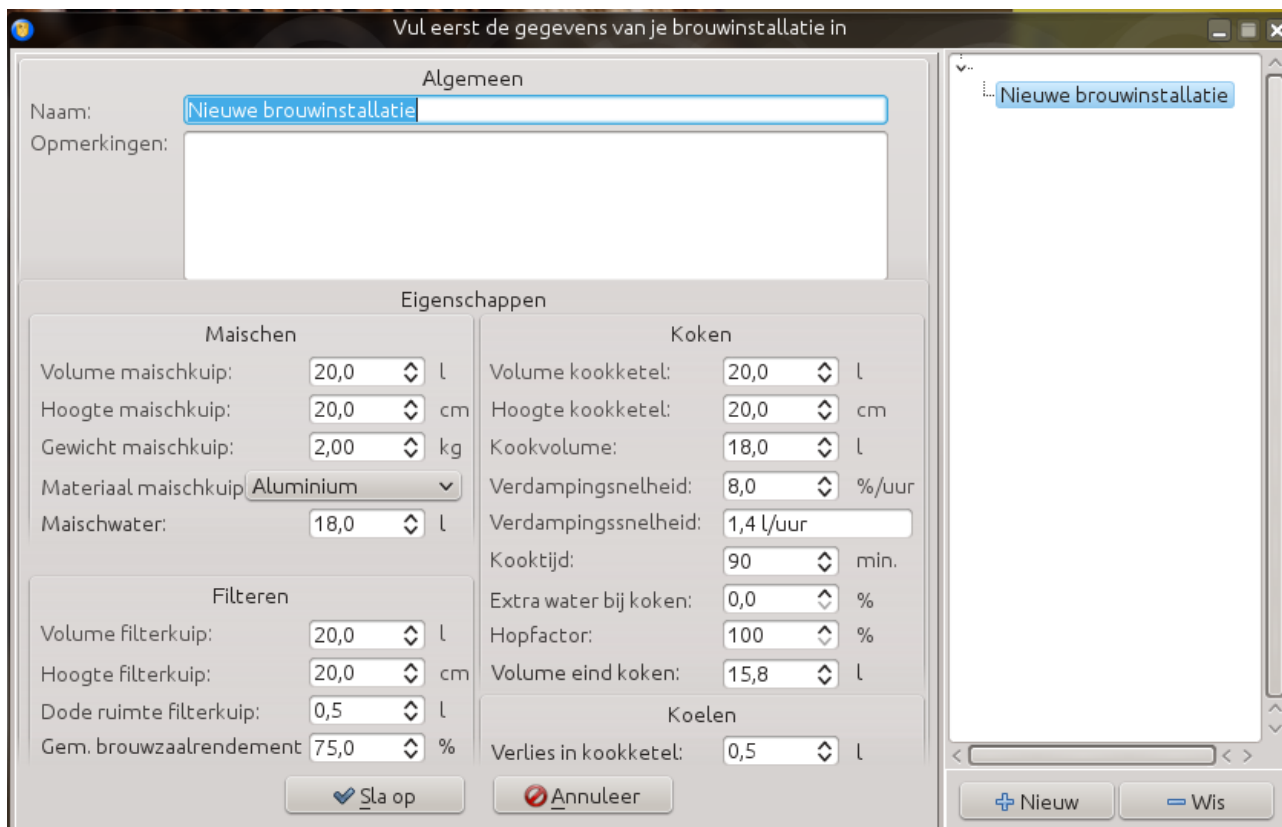 Vul eerst de gegevens van je brouwinstallatie in
Algemeen
Naam: Nieuwe brouwinstallatie
Opmerkingen:
Eigenschappen
Maischen
Volume maischkuip: 20,0 l
Hoogte maischkuip: 20,0 cm
Gewicht maischkuip: 2,00 kg
Materiaal maischkuip Aluminium
Maischwater: 18,0 l
Filteren
Volume filterkuip: 20,0 l
Hoogte filterkuip: 20,0 cm
Dode ruimte filterkuip: 0,5 l
Gem. brouwzaalrendement 75,0 %
Koken
Volume kookketel: 20,0 l
Hoogte kookketel: 20,0 cm
Kookvolume: 18,0 l
Verdampingsnelheid: 8,0 %/uur
Verdampingssnelheid: 1,4 l/uur
Kooktijd: 90 min.
Extra water bij koken: 0,0 %
Hopfactor: 100 %
Volume eind koken: 15,8 l
Koelen
Verlies in kookketel: 0,5 l
Sla op
Annuleer
Nieuwe brouwinstallatie
Nieuw
Wis